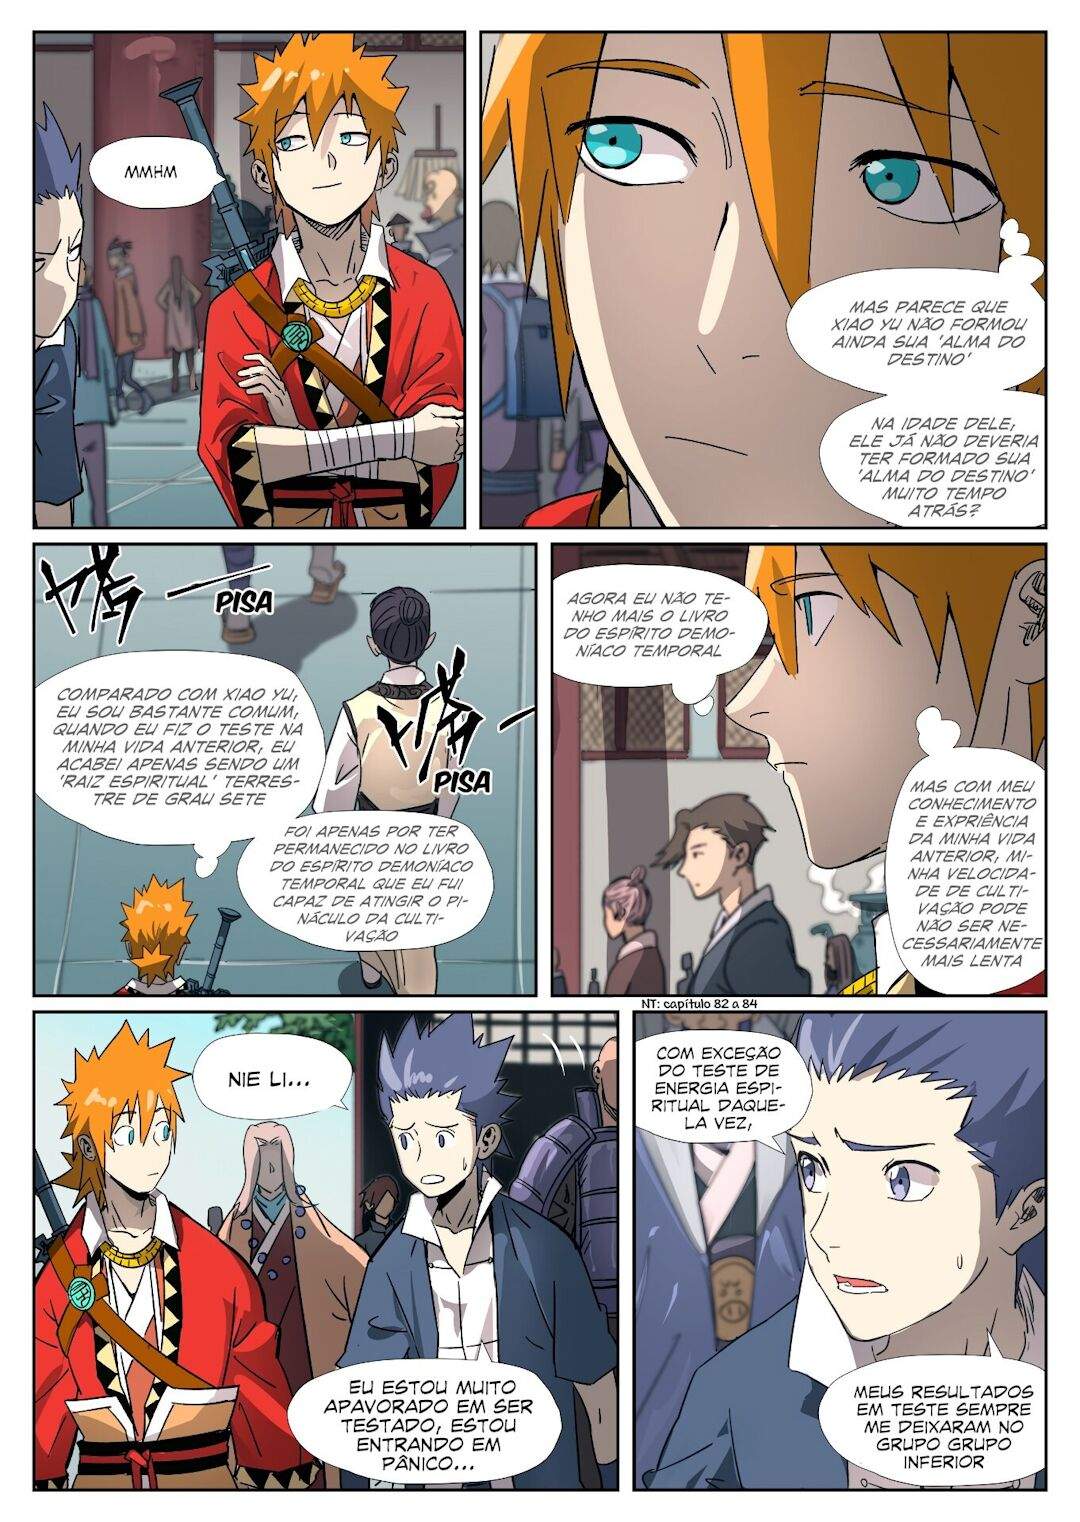 MMHM
MAS PARECE QUE
XIAO YU NÃO FORMOU
AINDA SUA 'ALMA DO
DESTINO'
NA IDADE DELE,
ELE JÁ NÃO DEVERIA
TER FORMADO SUA
'ALMA DO DESTINO'
MUITO TEMPO
ATRÁS?
PISA
COMPARADO COM XIAO YU,
EU SOU BASTANTE COMUM,
QUANDO EU FIZ O TESTE NA
MINHA VIDA ANTERIOR, EU
ACABEI APENAS SENDO UM
'RAIZ ESPIRITUAL' TERRES-
TRE DE GRAU SETE
PISA
FOI APENAS POR TER
PERMANECIDO NO LIVRO
DO ESPÍRITO DEMONÍACO
TEMPORAL QUE EU FUI
CAPAZ DE ATINGIR O PI-
NÁCULO DA CULTI-
VAÇÃO
AGORA EU NÃO TE-
NHO MAIS O LIVRO
DO ESPÍRITO DEMO-
NÍACO TEMPORAL
MAS COM MEU
CONHECIMENTO
E EXPRIÊNCIA
DA MINHA VIDA
ANTERIOR, MI-
NHA VELOCIDA-
DE DE CULTI-
VAÇÃO PODE
NÃO SER NE-
CESSARIAMENTE
MAIS LENTA
NT: capítulo 82 a 84
NIE LI...
EU ESTOU MUITO
APAVORADO EM SER
TESTADO, ESTOU
ENTRANDO EM
PÂNICO...
COM EXCEÇÃO
DO TESTE DE
ENERGIA ESPI-
RITUAL DAQUE-
LA VEZ,
MEUS RESULTADOS
EM TESTE SEMPRE
ME DEIXARAM NO
GRUPO GRUPO
INFERIOR